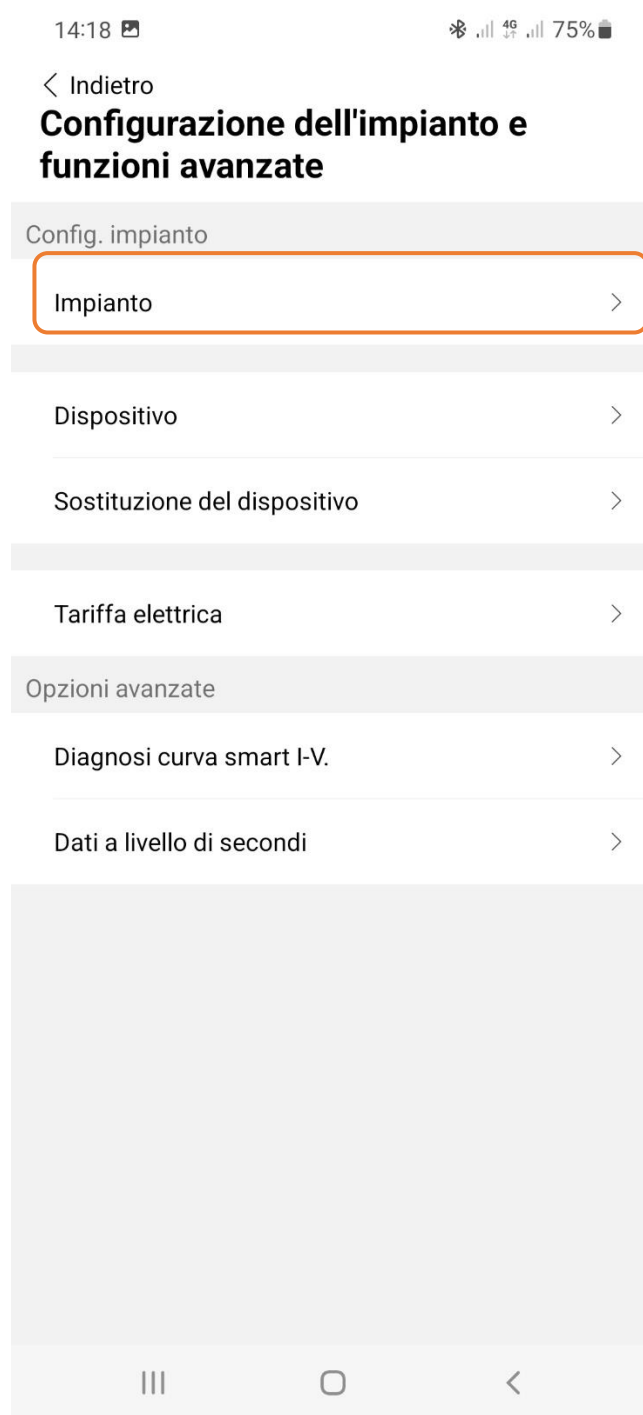 14:18 4G 75%
Indietro
Configurazione dell'impianto e
funzioni avanzate
Config. impianto
Impianto
Dispositivo
Sostituzione del dispositivo
Tariffa elettrica
Opzioni avanzate
Diagnosi curva smart I-V.
Dati a livello di secondi